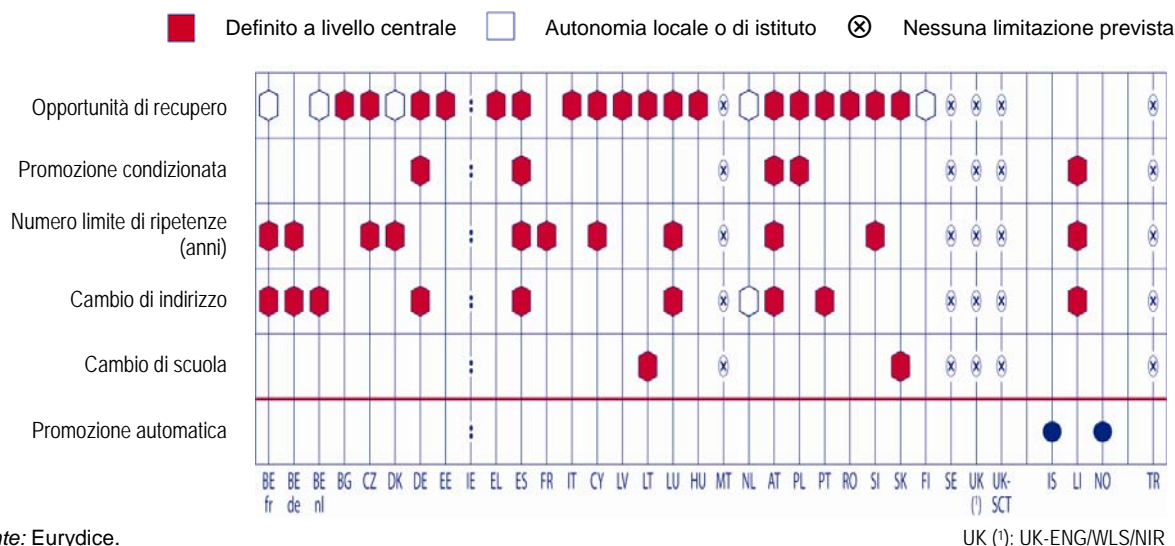 Definito a livello centrale Autonomia locale o di istituto ⊗ Nessuna limitazione prevista
Opportunità di recupero
Promozione condizionata
Numero limite di ripetenze
(anni)
Cambio di indirizzo
Cambio di scuola
Promozione automatica
BE BE BE BG CZ DK DE EE IE EL ES FR IT CY LV LT LU HU MT NL AT PL PT RO SI SK FI SE UK UK- IS LI NO TR
fr de nl (¹) SCT
nte: Eurydice. UK (¹): UK-ENG/WLS/NIR